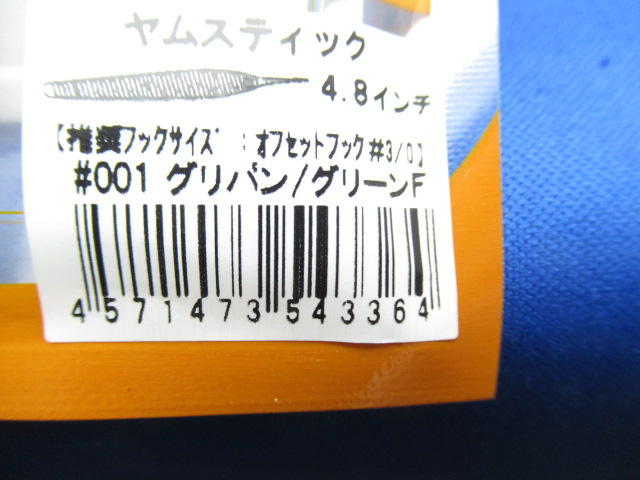 ヤムスティック
4.8インチ
【推奨フックサイズ：オフセットフック#3/0】
#001 グリパン/グリーンF
4571473543364